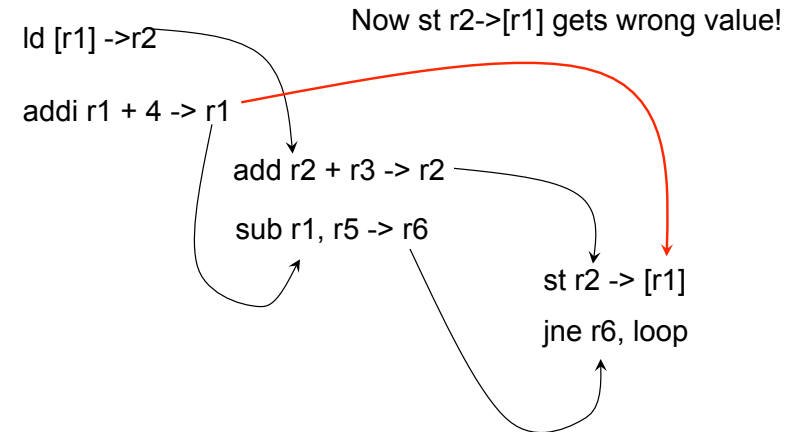 Now st r2->[r1] gets wrong value!
ld [r1] ->r2
addi r1 + 4 -> r1
add r2 + r3 -> r2
sub r1, r5 -> r6
st r2 -> [r1]
jne r6, loop